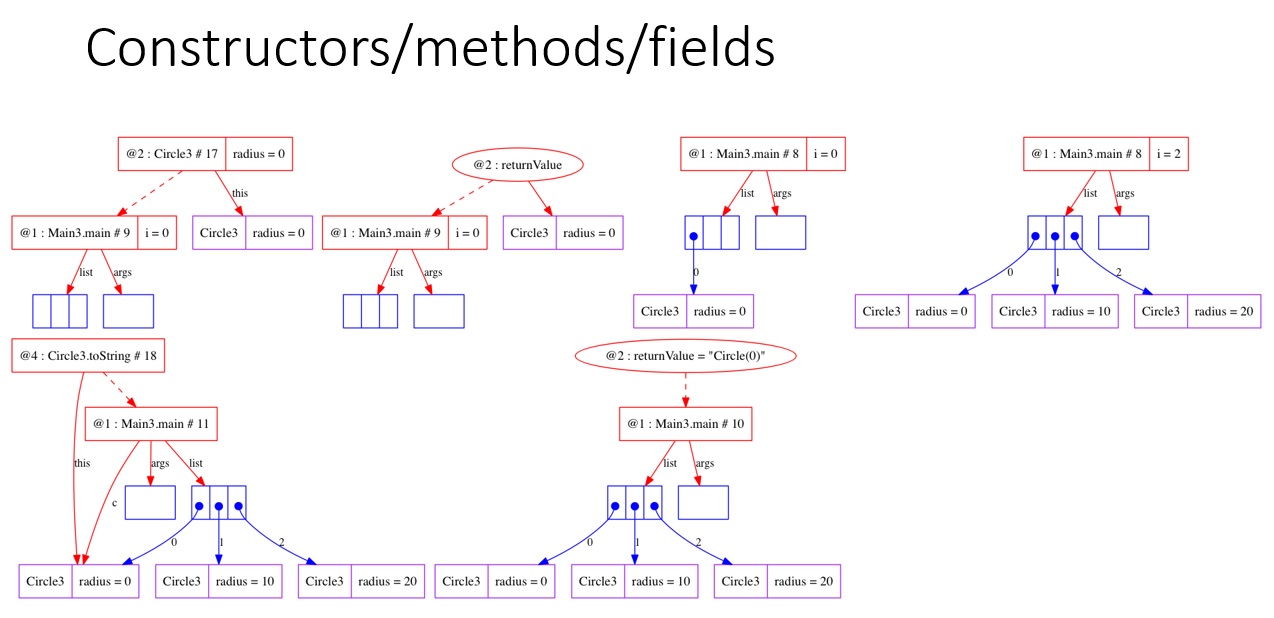 Constructors/methods/fields
@2 : Circle3 # 17 radius = 0
this
@1 : Main3.main # 9 i = 0
Circle3 radius = 0
list args
@2 : returnValue
@1 : Main3.main # 9 i = 0
Circle3 radius = 0
list args
@1 : Main3.main # 8 i = 0
list args
0
Circle3 radius = 0
@1 : Main3.main # 8 i = 2
list args
0 1 2
Circle3 radius = 0
Circle3 radius = 10
Circle3 radius = 20
@4 : Circle3.toString # 18
@1 : Main3.main # 11
this args list
c
0 1 2
Circle3 radius = 0
Circle3 radius = 10
Circle3 radius = 20
@2 : returnValue = "Circle(0)"
@1 : Main3.main # 10
list args
0 1 2
Circle3 radius = 0
Circle3 radius = 10
Circle3 radius = 20